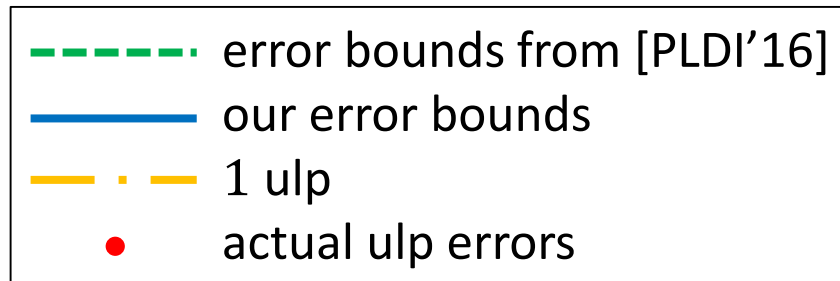 error bounds from [PLDI’16]
our error bounds
1 ulp
actual ulp errors